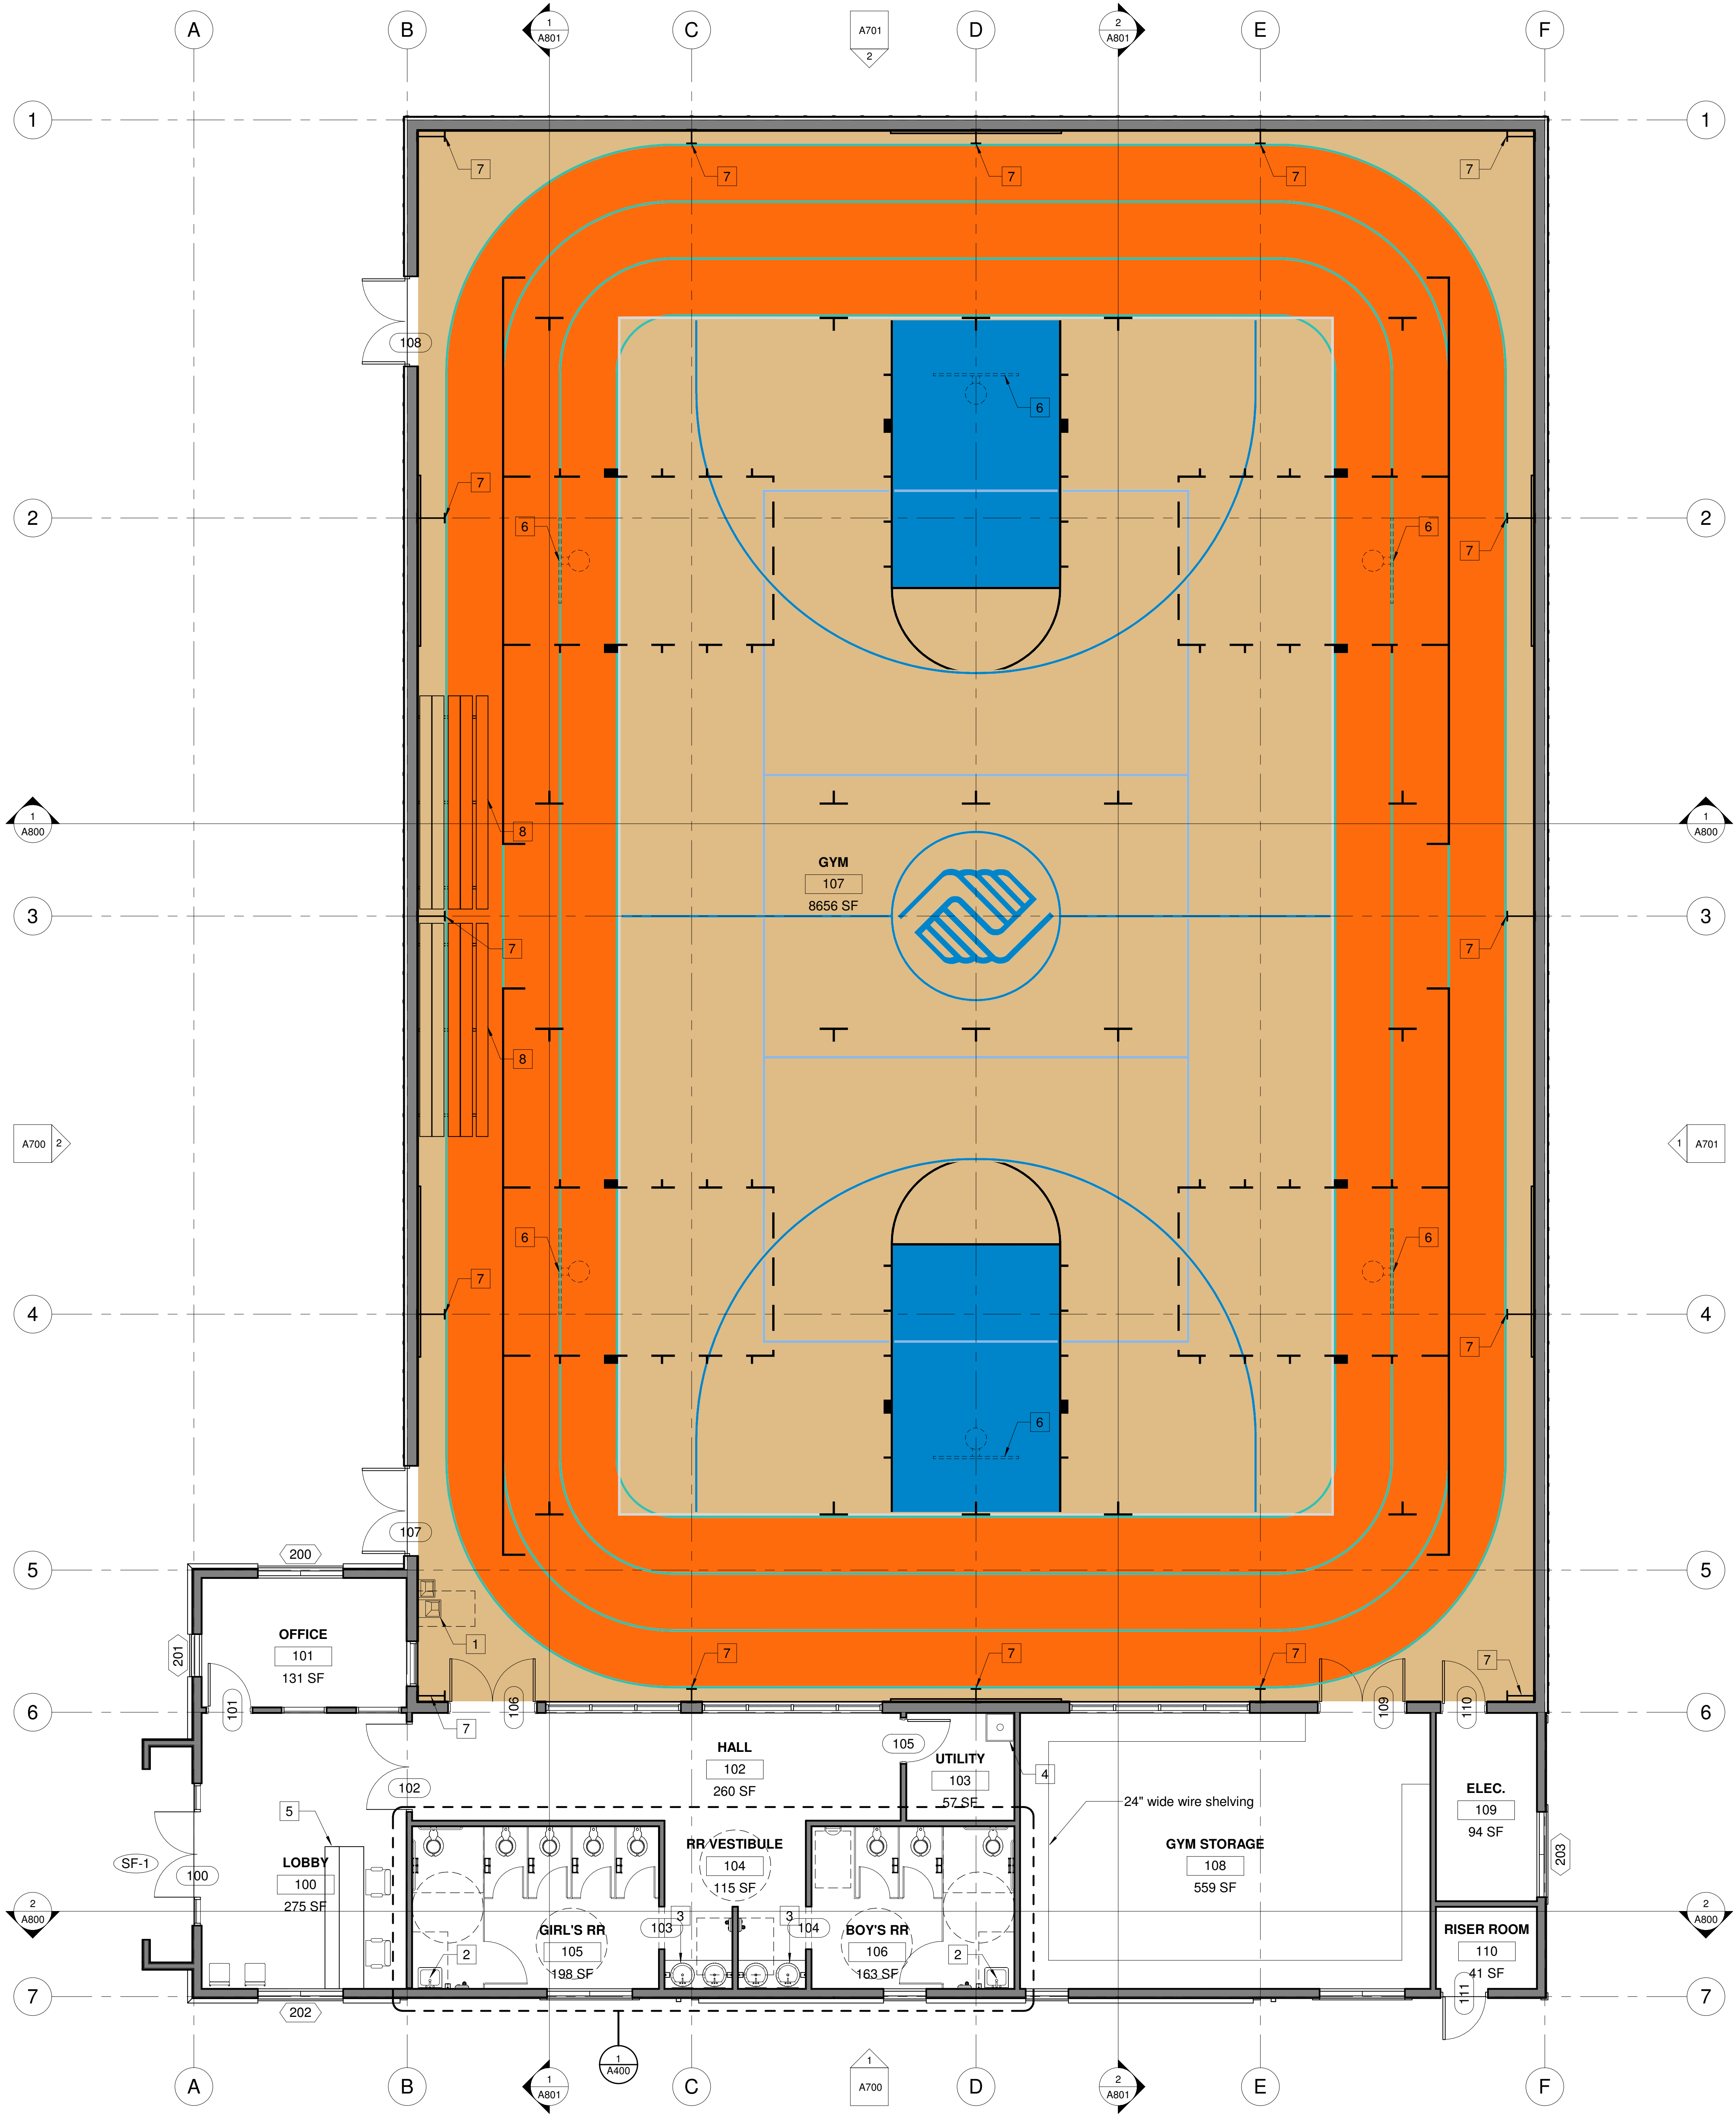 A
B
1
A801
C
A701
2
D
2
A801
E
F
1
1
7
7
7
7
7
108
6
7
2
6
6
7
2
7
1
A800
8
1
A800
GYM
107
8656 SF
3
7
7
3
8
A700
2
1
A701
6
6
7
4
7
4
6
107
5
200
5
OFFICE
101
131 SF
201
1
7
7
7
7
6
101
7
106
109
110
6
HALL
102
260 SF
105
UTILITY
103
57 SF
4
102
5
24" wide wire shelving
ELEC.
109
94 SF
SF-1
100
LOBBY
100
275 SF
RR VESTIBULE
104
115 SF
GYM STORAGE
108
559 SF
203
2
A800
3
3
103
104
GIRL'S RR
105
198 SF
2
BOY'S RR
106
163 SF
2
RISER ROOM
110
41 SF
2
A800
111
7
202
7
1
A400
A
B
1
A801
C
1
A700
D
2
A801
E
F